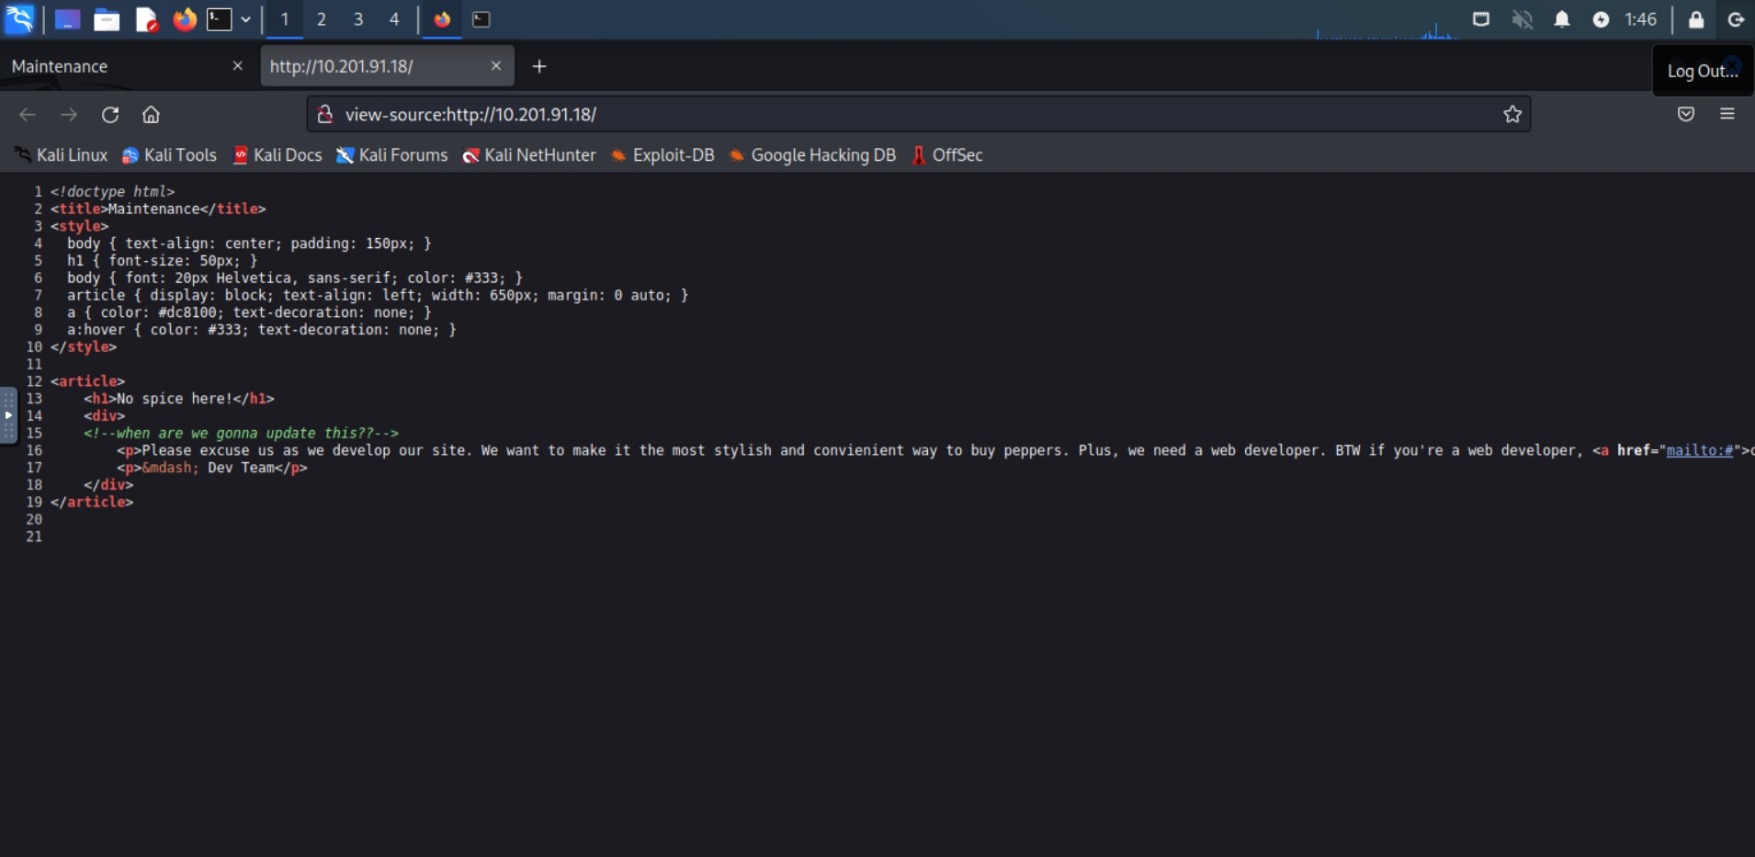 1 2 3 4 1:46
Maintenance × http://10.201.91.18/ × + Log Out...
view-source:http://10.201.91.18/
Kali Linux Kali Tools Kali Docs Kali Forums Kali NetHunter Exploit-DB Google Hacking DB OffSec
1 <!doctype html>
2 <title>Maintenance</title>
3 <style>
4 body { text-align: center; padding: 150px; }
5 h1 { font-size: 50px; }
6 body { font: 20px Helvetica, sans-serif; color: #333; }
7 article { display: block; text-align: left; width: 650px; margin: 0 auto; }
8 a { color: #dc8100; text-decoration: none; }
9 a:hover { color: #333; text-decoration: none; }
10 </style>
11
12 <article>
13 <h1>No spice here!</h1>
14 <div>
15 <!--when are we gonna update this??-->
16 <p>Please excuse us as we develop our site. We want to make it the most stylish and convienient way to buy peppers. Plus, we need a web developer. BTW if you're a web developer, <a href="mailto:#">
17 <p>&mdash; Dev Team</p>
18 </div>
19 </article>
20
21